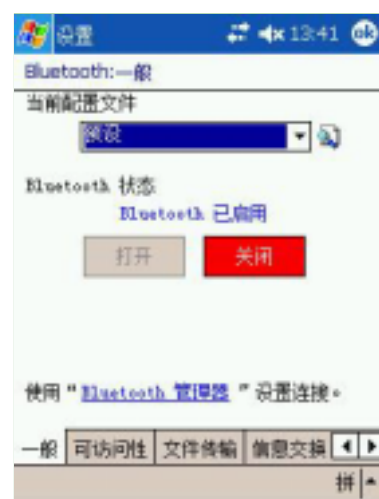 设置 13:41 ok
Bluetooth:一般
当前配置文件
预设
Bluetooth 状态
Bluetooth 已启用
打开 关闭
使用 "Bluetooth 管理器" 设置连接。
一般 可访问性 文件传输 信息交换
拼